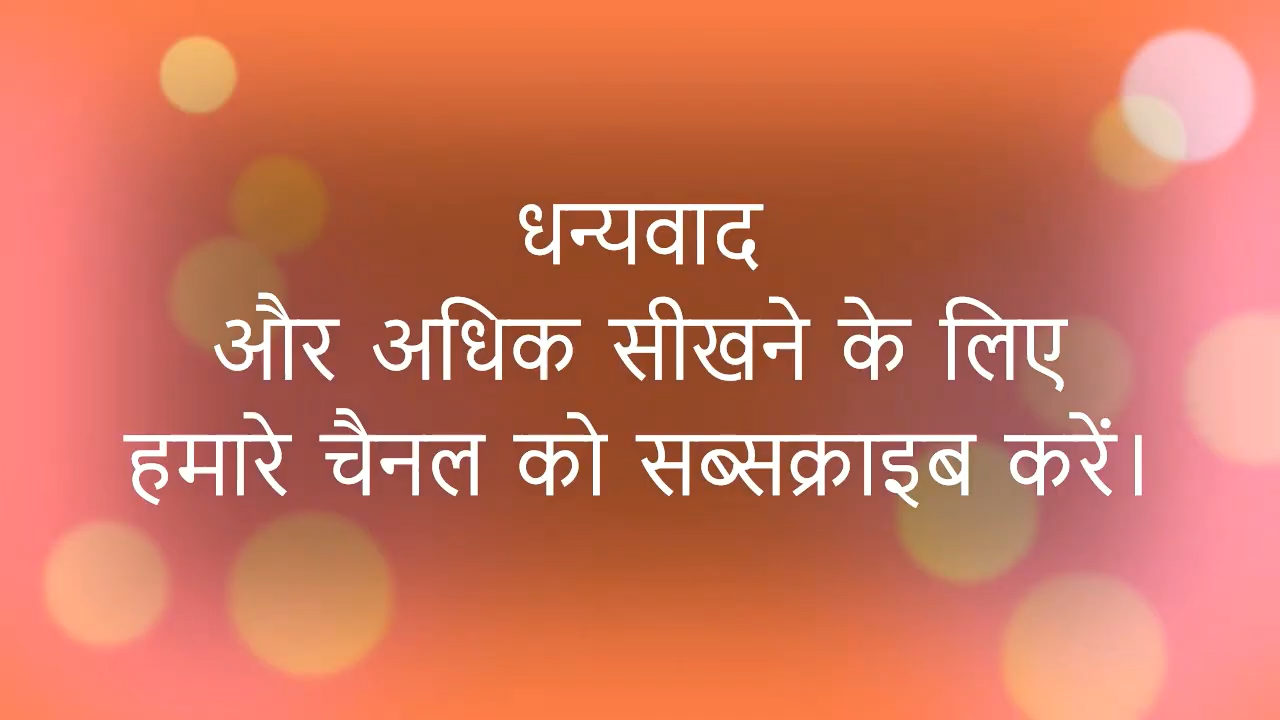 धन्यवाद
और अधिक सीखने के लिए
हमारे चैनल को सब्सक्राइब करें।